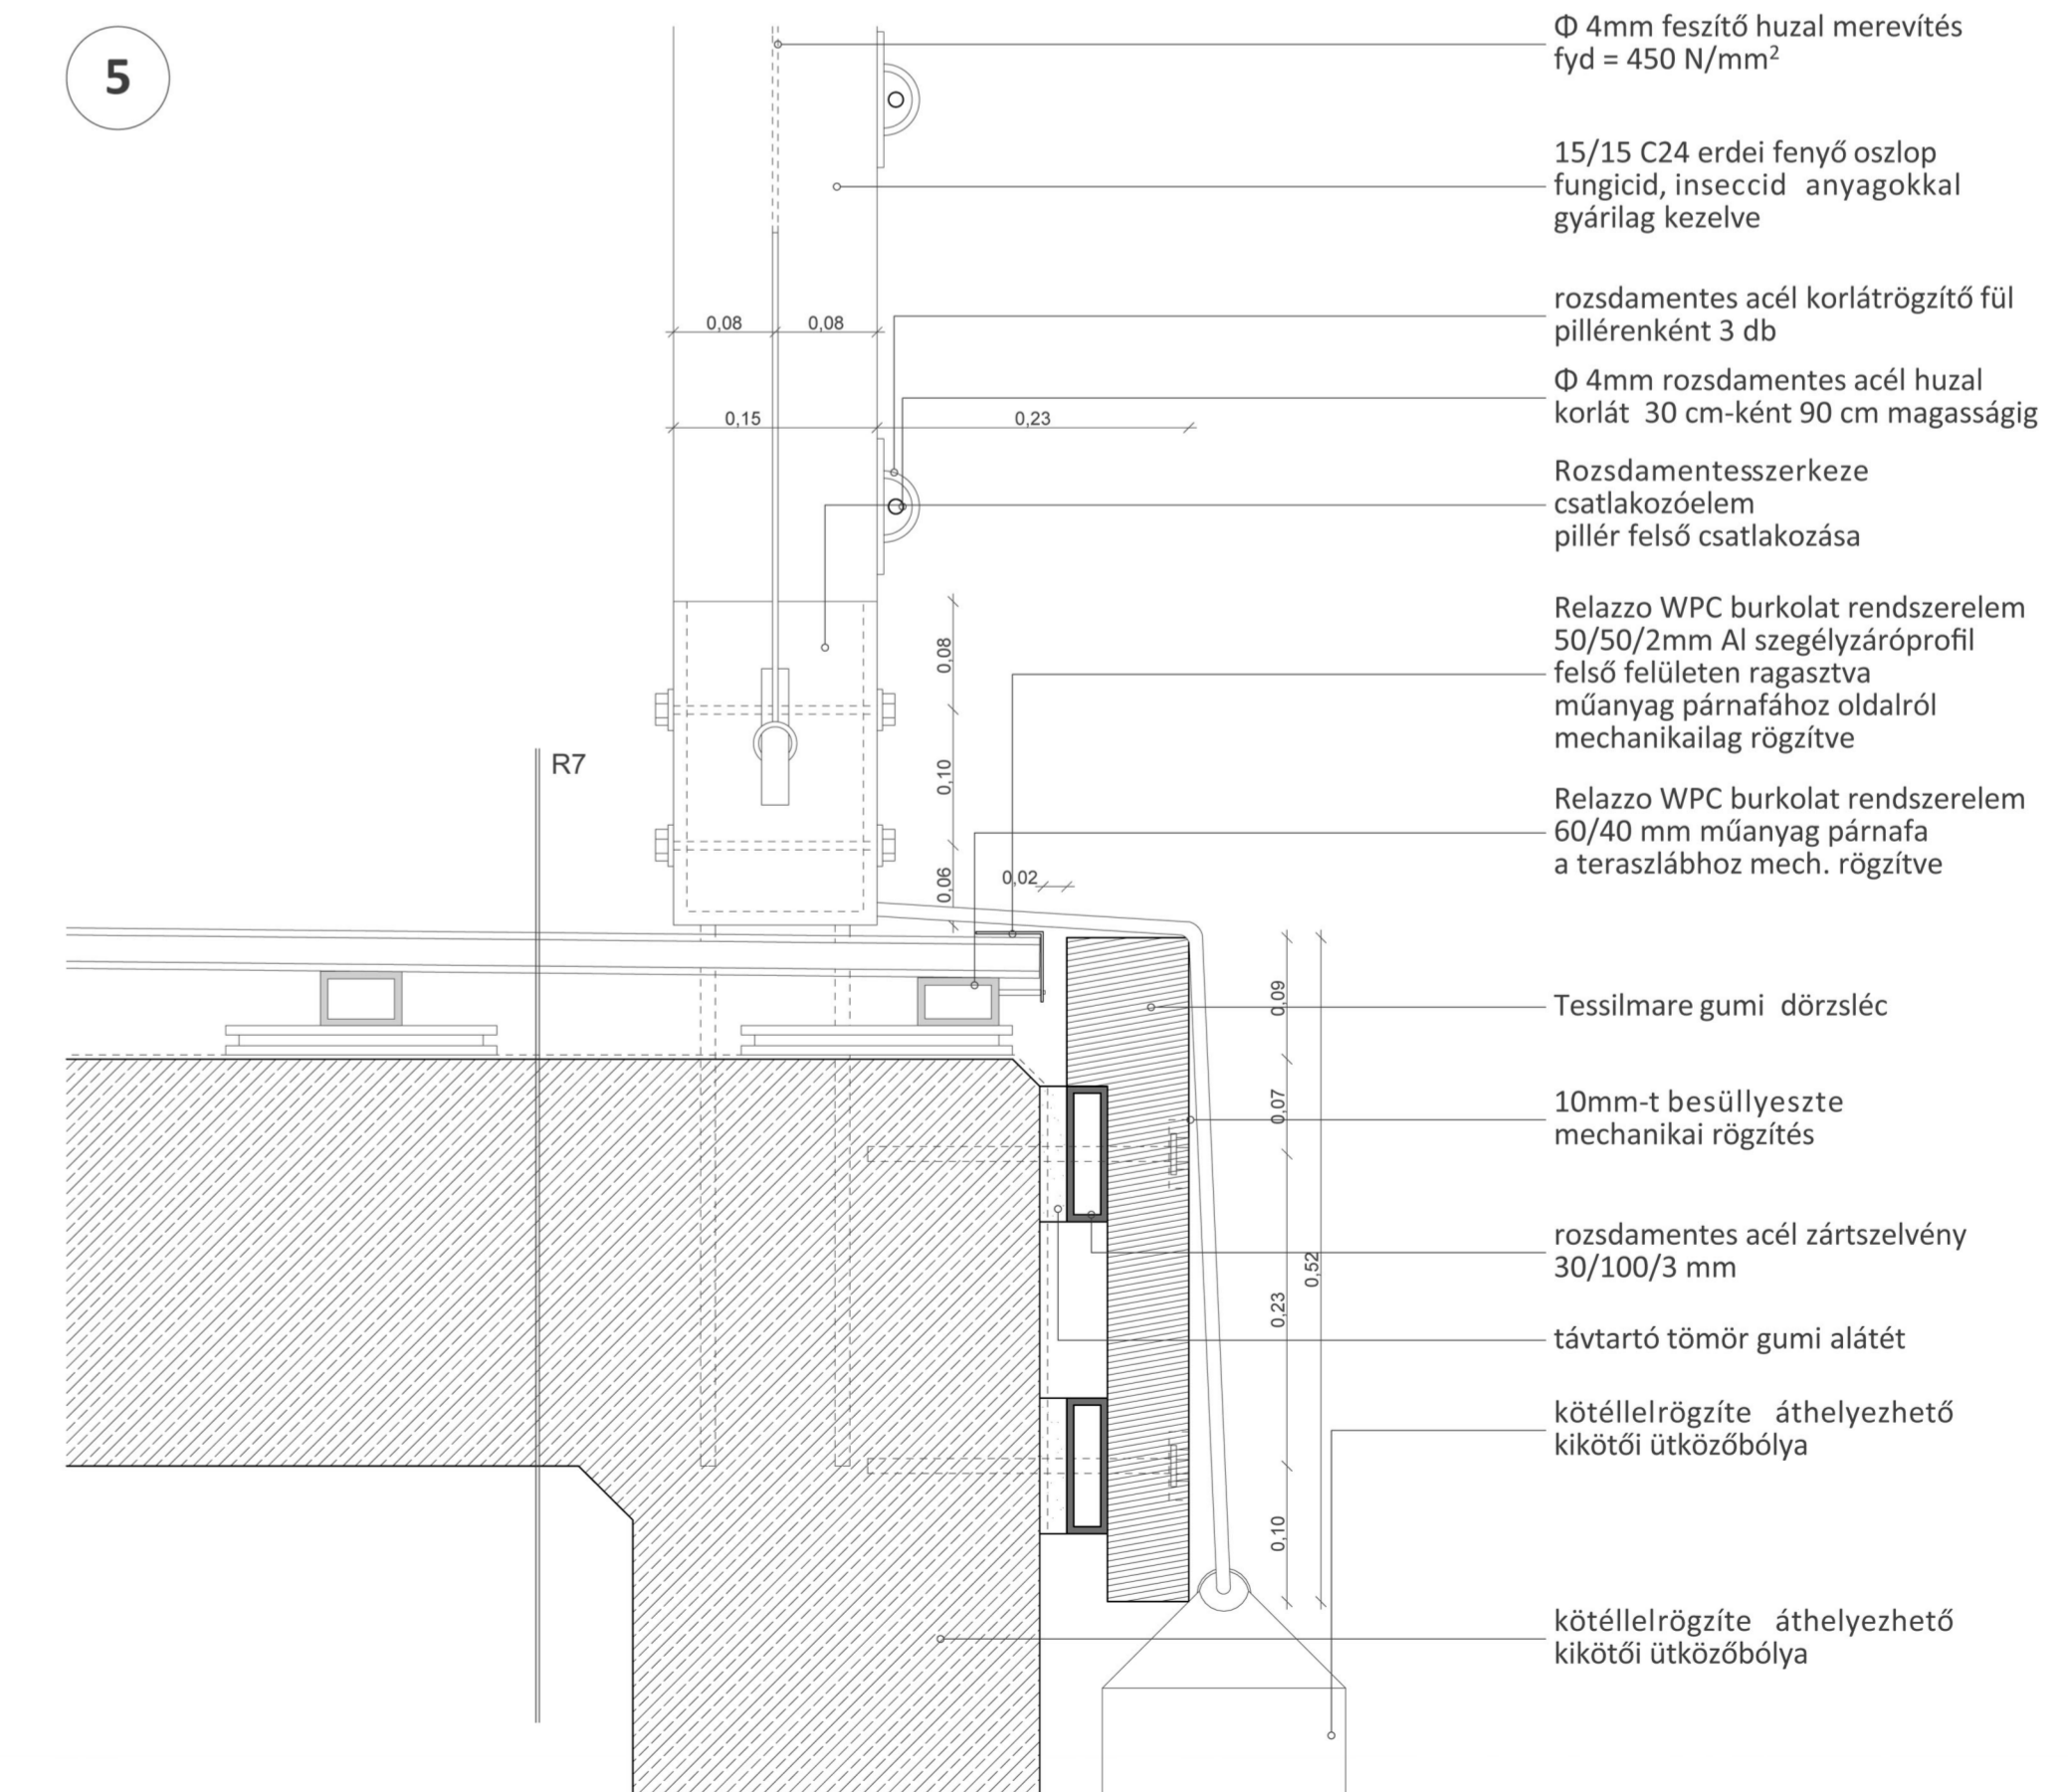 5
Φ 4mm feszítő huzal merevítés
fyd = 450 N/mm²
15/15 C24 erdei fenyő oszlop
fungicid, inseccid anyagokkal
gyárilag kezelve
rozsdamentes acél korlátrögzítő fül
pillérenként 3 db
Φ 4mm rozsdamentes acél huzal
korlát 30 cm-ként 90 cm magasságig
Rozsdamentesszerkeze
csatlakozóelem
pillér felső csatlakozása
Relazzo WPC burkolat rendszerelem
50/50/2mm Al szegélyzáróprofil
felső felületen ragasztva
műanyag párnafához oldalról
mechanikailag rögzítve
Relazzo WPC burkolat rendszerelem
60/40 mm műanyag párnafa
a teraszlábhoz mech. rögzítve
Tessilmare gumi dörzsléc
10mm-t besüllyeszte
mechanikai rögzítés
rozsdamentes acél zártszelvény
30/100/3 mm
távtartó tömör gumi alátét
kötéllelrögzíte áthelyezhető
kikötői ütközőbólya
kötéllelrögzíte áthelyezhető
kikötői ütközőbólya
0,08 0,08
0,15 0,23
0,08
0,10
0,06
0,02
R7
0,09
0,07
0,23
0,10
0,52